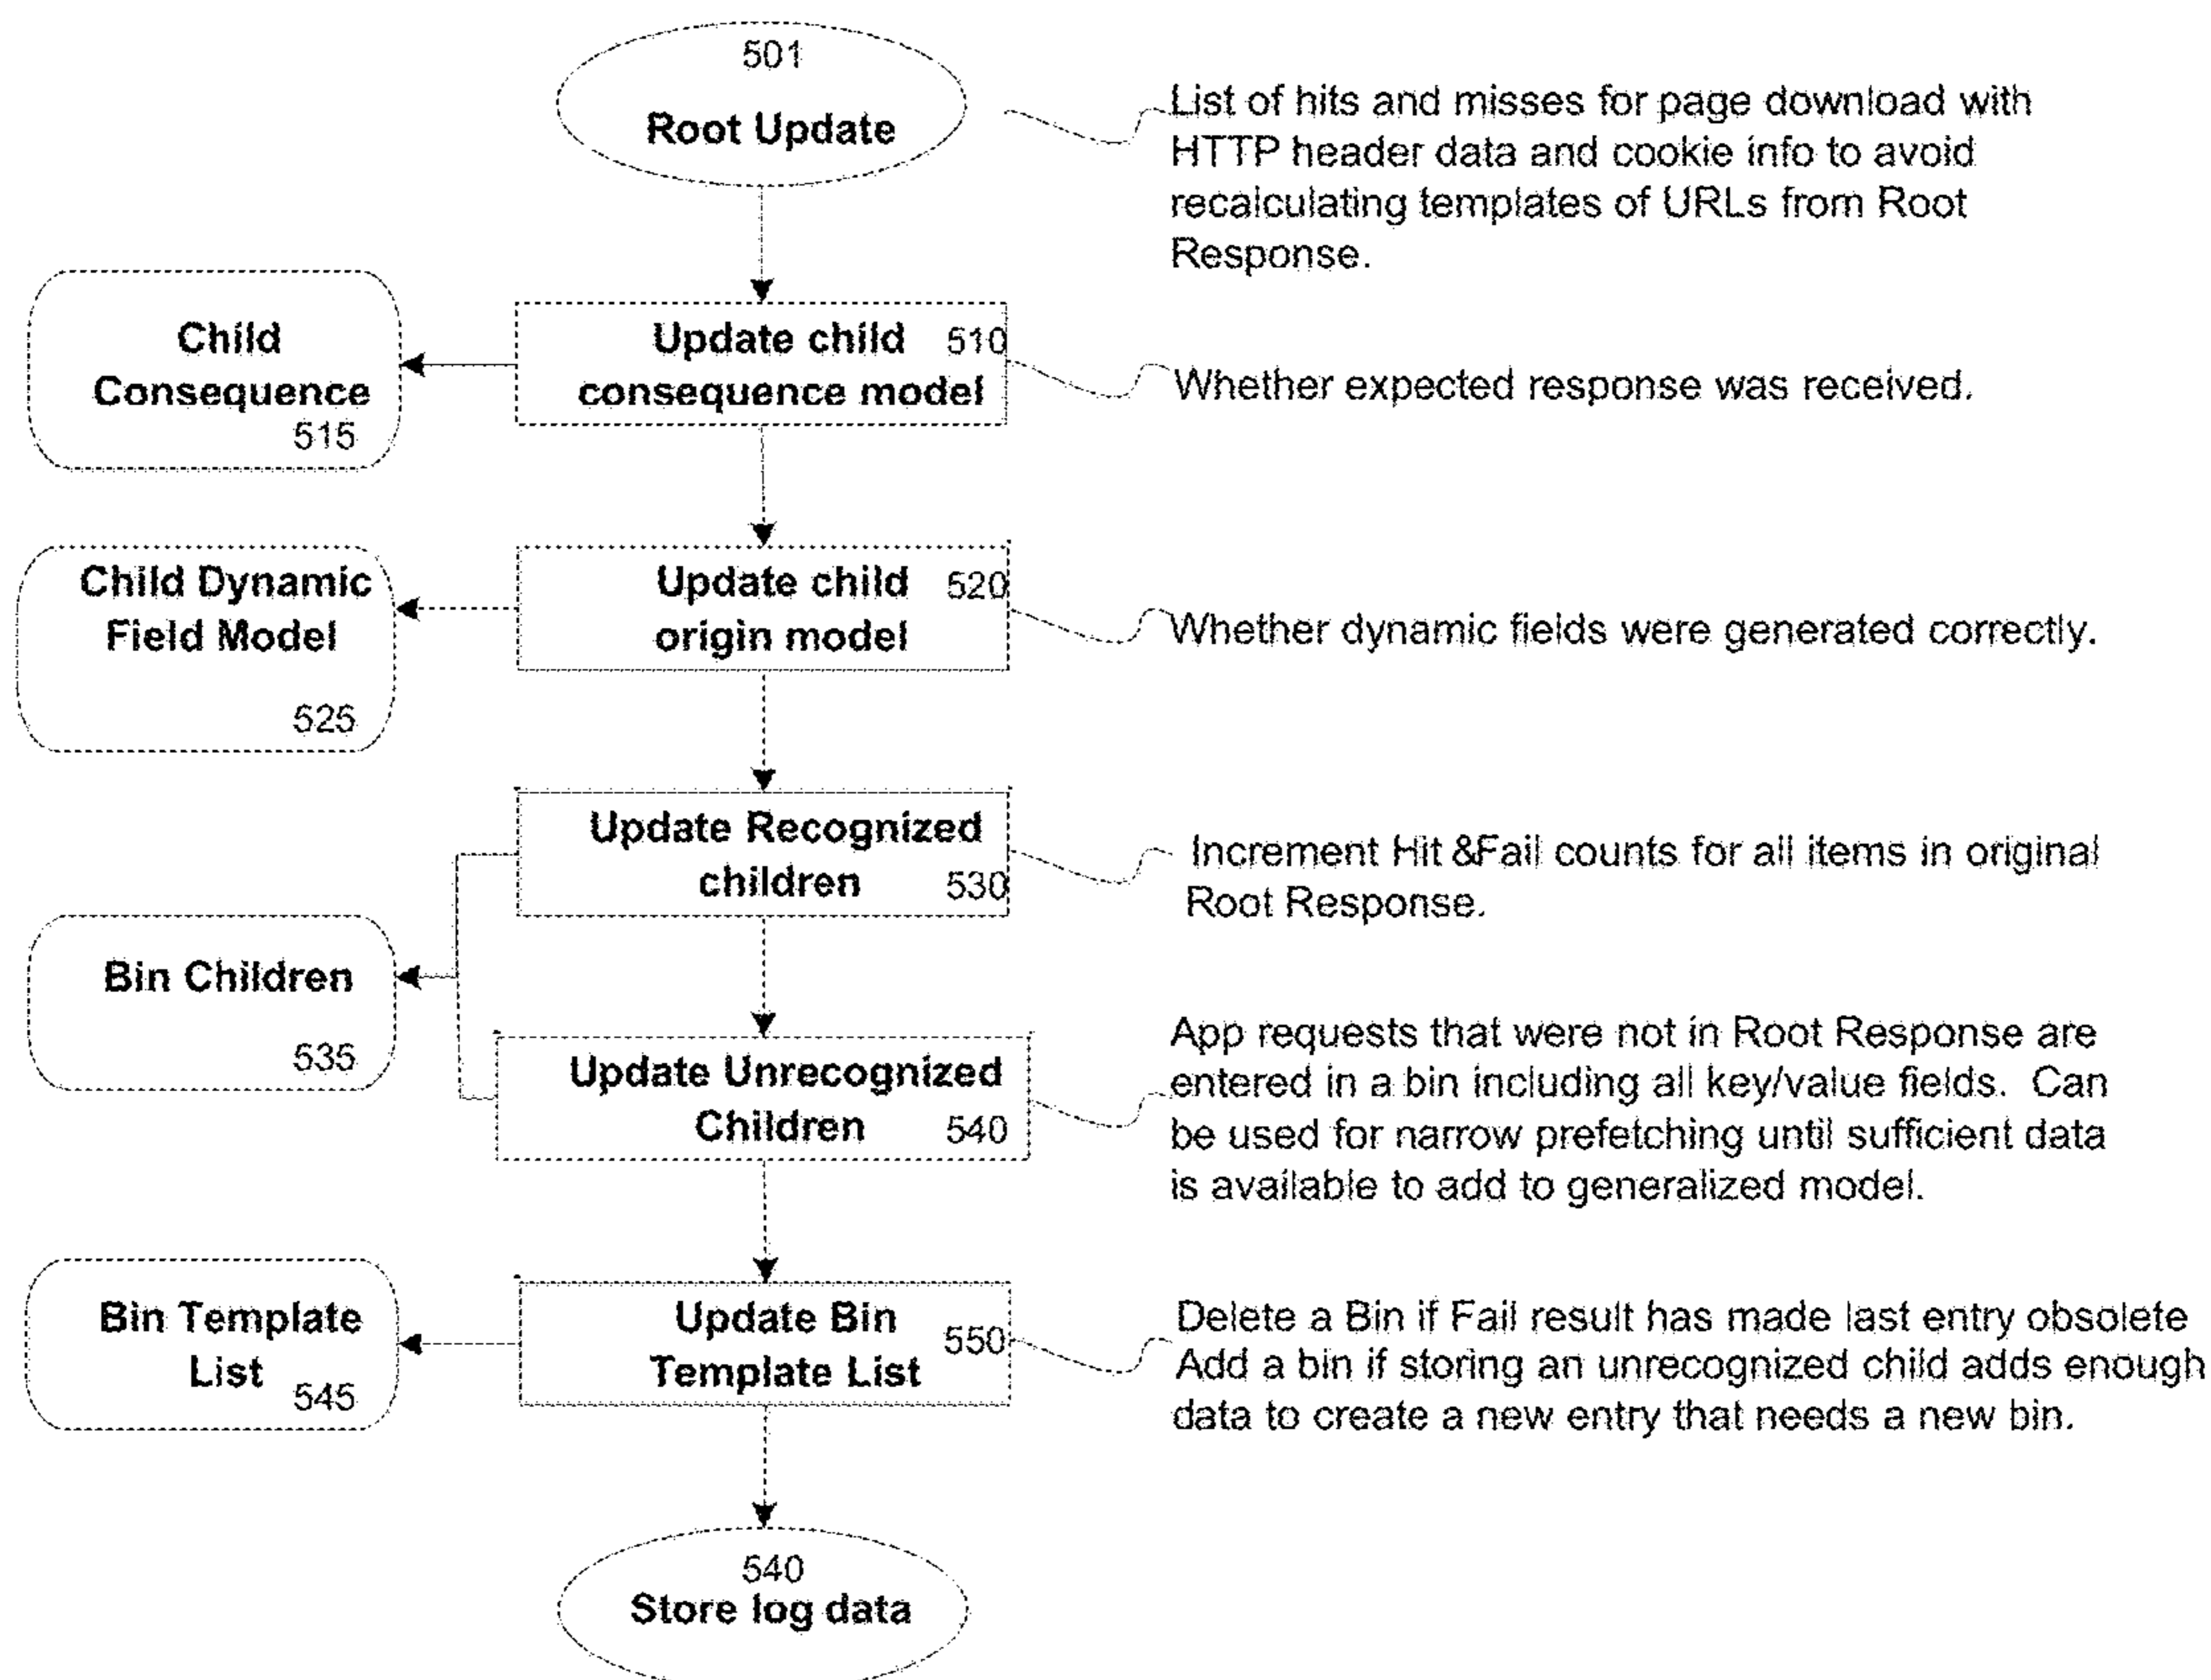 501
Root Update
List of hits and misses for page download with
HTTP header data and cookie info to avoid
recalculating templates of URLs from Root
Response.
Child
Consequence
515
Update child 510
consequence model
Whether expected response was received.
Child Dynamic
Field Model
525
Update child 520
origin model
Whether dynamic fields were generated correctly.
Update Recognized
children 530
Increment Hit &Fail counts for all items in original
Root Response.
Bin Children
535
Update Unrecognized
Children 540
App requests that were not in Root Response are
entered in a bin including all key/value fields. Can
be used for narrow prefetching until sufficient data
is available to add to generalized model.
Bin Template
List 545
Update Bin 550
Template List
Delete a Bin if Fail result has made last entry obsolete
Add a bin if storing an unrecognized child adds enough
data to create a new entry that needs a new bin.
540
Store log data